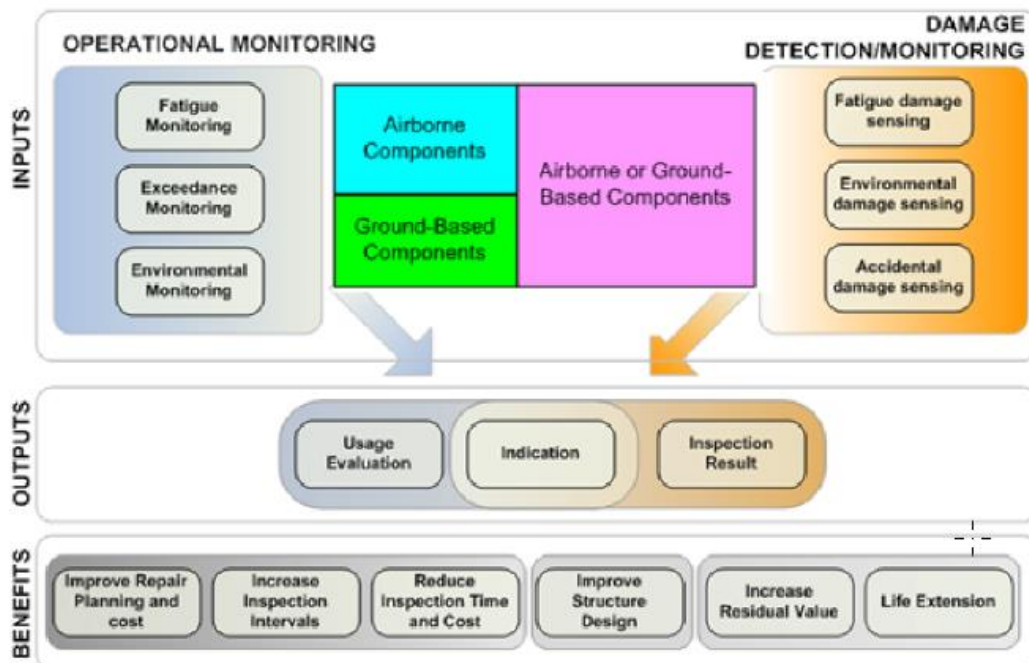 OPERATIONAL MONITORING
DAMAGE
DETECTION/MONITORING
INPUTS
Fatigue
Monitoring
Exceedance
Monitoring
Environmental
Monitoring
Airborne
Components
Ground-Based
Components
Airborne or Ground-
Based Components
Fatigue damage
sensing
Environmental
damage sensing
Accidental
damage sensing
OUTPUTS
Usage
Evaluation
Indication
Inspection
Result
BENEFITS
Improve Repair
Planning and
cost
Increase
Inspection
Intervals
Reduce
Inspection Time
and Cost
Improve
Structure
Design
Increase
Residual Value
Life Extension